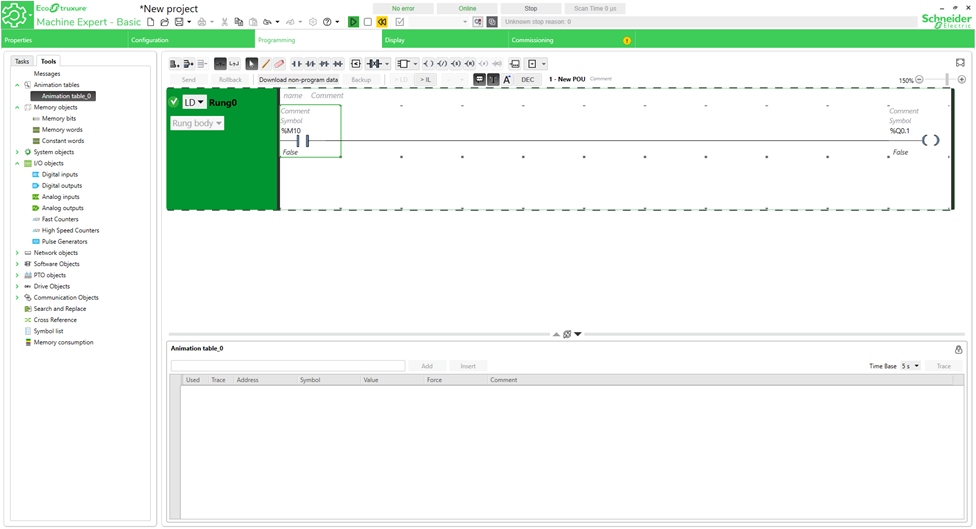 EcoStruxure
Machine Expert - Basic
*New project
No error
Online
Stop
Scan Time 0 µs
Unknown stop reason: 0
Schneider
Electric
Properties
Configuration
Programming
Display
Commissioning
Tasks
Tools
Messages
Animation tables
Animation table_0
Memory objects
Memory bits
Memory words
Constant words
System objects
I/O objects
Digital inputs
Digital outputs
Analog inputs
Analog outputs
Fast Counters
High Speed Counters
Pulse Generators
Network objects
Software Objects
PTO objects
Drive Objects
Communication Objects
Search and Replace
Cross Reference
Symbol list
Memory consumption
Send
Rollback
Download non-program data
Backup
> LD
> IL
DEC
1 - New POU
Comment
150%
LD
Rung0
name
Comment
Rung body
Comment
Symbol
%M10
False
Comment
Symbol
%Q0.1
False
Animation table_0
Add
Insert
Time Base
5 s
Trace
Used
Trace
Address
Symbol
Value
Force
Comment